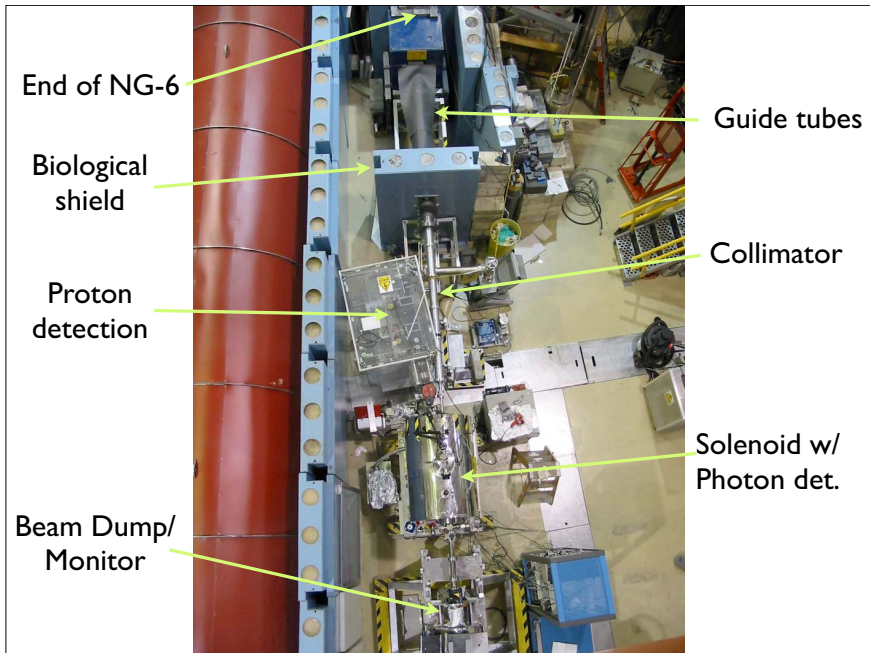 End of NG-6
Guide tubes
Biological
shield
Collimator
Proton
detection
Solenoid w/
Photon det.
Beam Dump/
Monitor